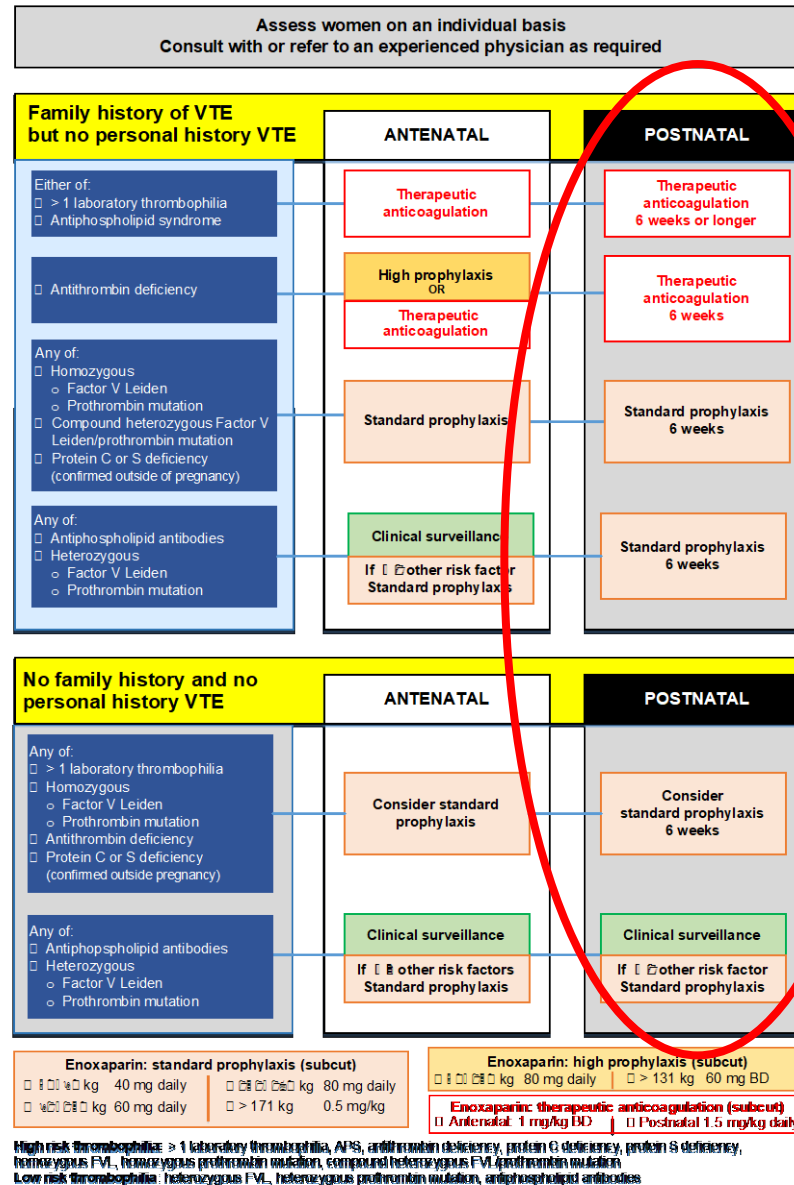 Assess women on an individual basis
Consult with or refer to an experienced physician as required
Family history of VTE
but no personal history VTE
ANTENATAL
POSTNATAL
Either of:
> 1 laboratory thrombophilia
Antiphospholipid syndrome
Therapeutic
anticoagulation
Therapeutic
anticoagulation
6 weeks or longer
Antithrombin deficiency
High prophylaxis
OR
Therapeutic
anticoagulation
Therapeutic
anticoagulation
6 weeks
Any of:
Homozygous
o Factor V Leiden
o Prothrombin mutation
Compound heterozygous Factor V
Leiden/prothrombin mutation
Protein C or S deficiency
(confirmed outside of pregnancy)
Standard prophylaxis
Standard prophylaxis
6 weeks
Any of:
Antiphospholipid antibodies
Heterozygous
o Factor V Leiden
o Prothrombin mutation
Clinical surveillance
If other risk factor
Standard prophylaxis
Standard prophylaxis
6 weeks
No family history and no
personal history VTE
ANTENATAL
POSTNATAL
Any of:
> 1 laboratory thrombophilia
Homozygous
o Factor V Leiden
o Prothrombin mutation
Antithrombin deficiency
Protein C or S deficiency
(confirmed outside pregnancy)
Consider standard
prophylaxis
Consider
standard prophylaxis
6 weeks
Any of:
Antiphopspholipid antibodies
Heterozygous
o Factor V Leiden
o Prothrombin mutation
Clinical surveillance
If other risk factors
Standard prophylaxis
Clinical surveillance
If other risk factor
Standard prophylaxis
Enoxaparin: standard prophylaxis (subcut)
kg 40 mg daily
kg 80 mg daily
kg 60 mg daily
> 171 kg 0.5 mg/kg
Enoxaparin: high prophylaxis (subcut)
kg 80 mg daily
> 131 kg 60 mg BD
Enoxaparin: therapeutic anticoagulation (subcut)
Antenatal: 1 mg/kg BD
Postnatal 1.5 mg/kg daily
High risk thrombophilia: > 1 laboratory thrombophilia, APS, antithrombin deficiency, protein C deficiency, protein S deficiency,
homozygous FVL, homozygous prothrombin mutation, compound heterozygous FVL/prothrombin mutation
Low risk thrombophilia: heterozygous FVL, heterozygous prothrombin mutation, antiphospholipid antibodies